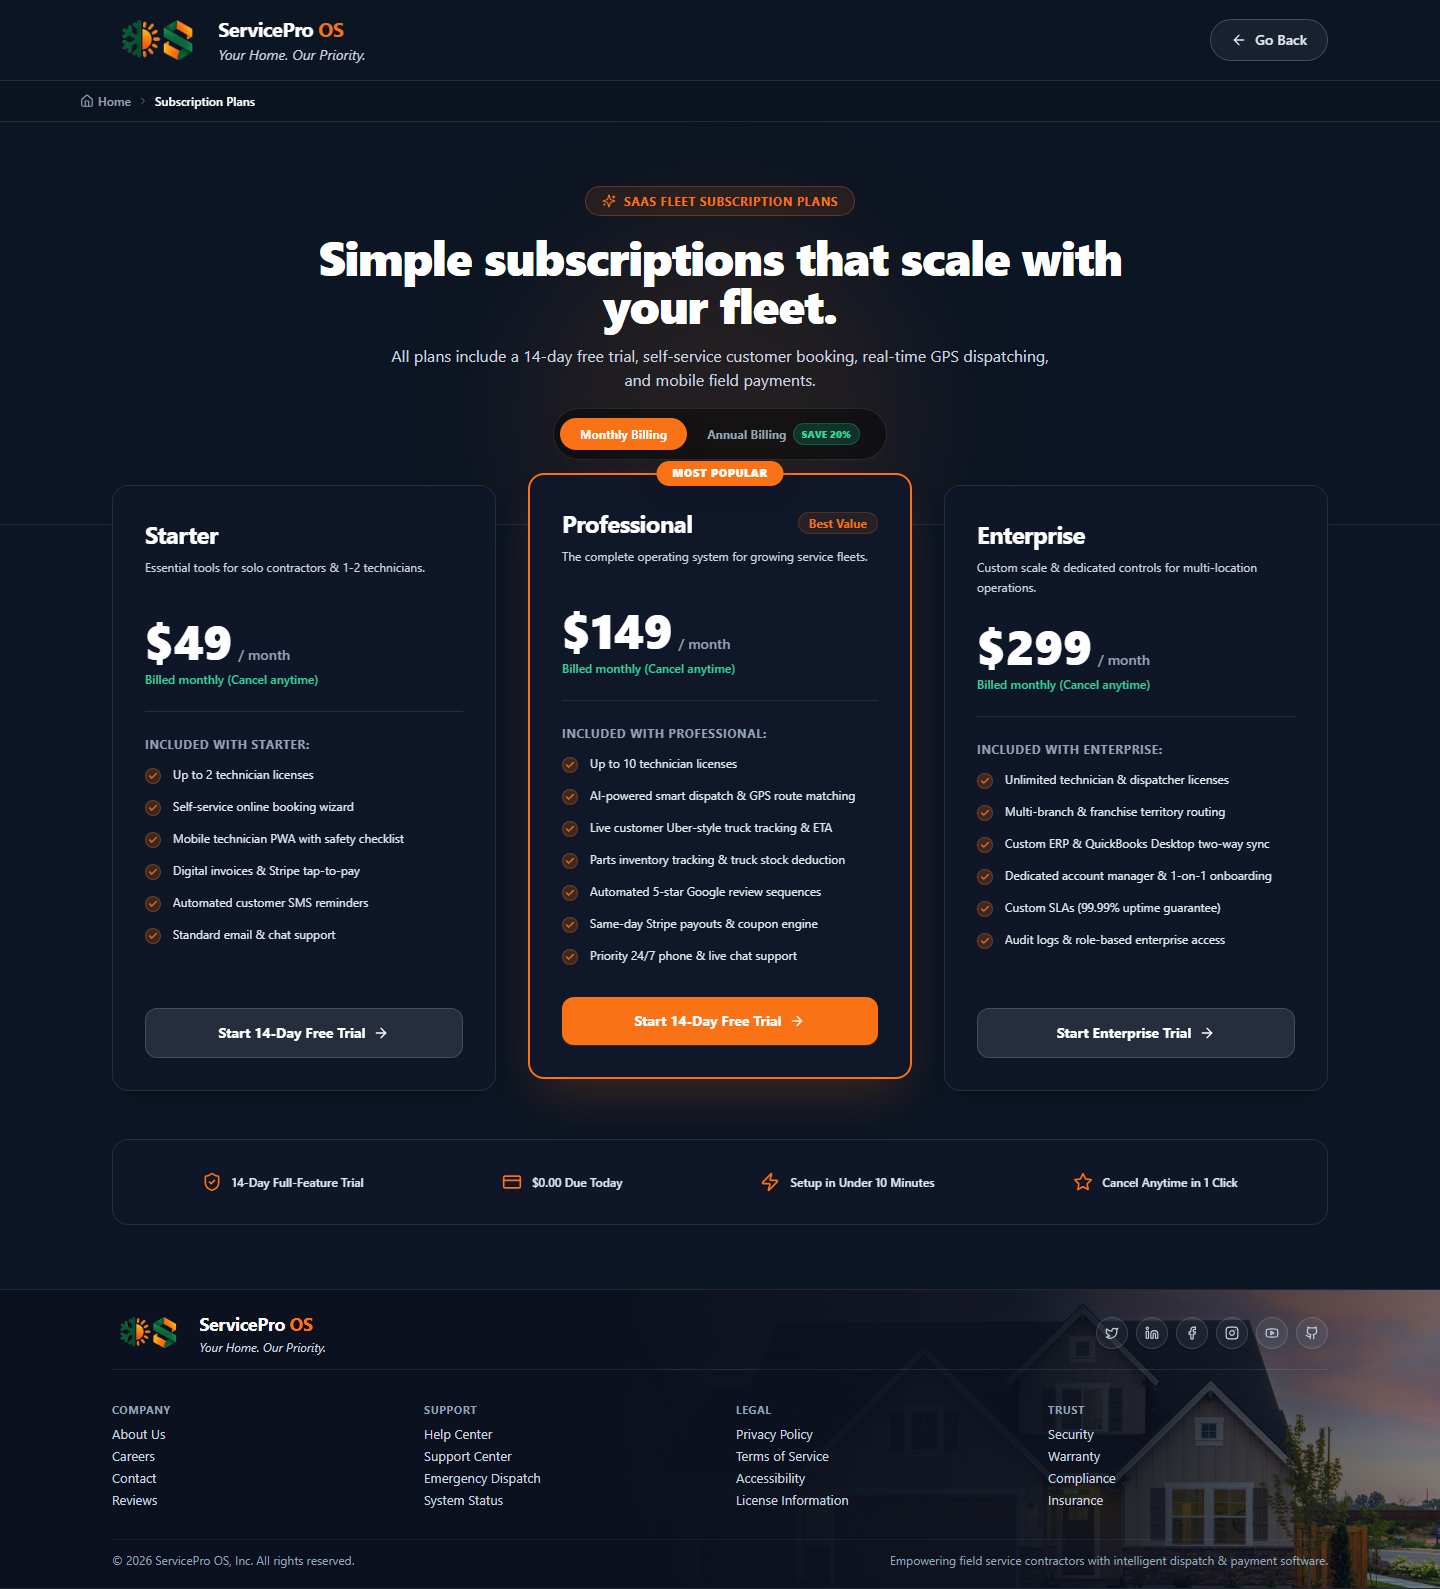 ServicePro OS
Your Home. Our Priority.
Go Back
Home
Subscription Plans
SAAS FLEET SUBSCRIPTION PLANS
Simple subscriptions that scale with
your fleet.
All plans include a 14-day free trial, self-service customer booking, real-time GPS dispatching,
and mobile field payments.
Monthly Billing
Annual Billing
SAVE 20%
Starter
Essential tools for solo contractors & 1-2 technicians.
$49 / month
Billed monthly (Cancel anytime)
INCLUDED WITH STARTER:
Up to 2 technician licenses
Self-service online booking wizard
Mobile technician PWA with safety checklist
Digital invoices & Stripe tap-to-pay
Automated customer SMS reminders
Standard email & chat support
Start 14-Day Free Trial
MOST POPULAR
Professional
Best Value
The complete operating system for growing service fleets.
$149 / month
Billed monthly (Cancel anytime)
INCLUDED WITH PROFESSIONAL:
Up to 10 technician licenses
AI-powered smart dispatch & GPS route matching
Live customer Uber-style truck tracking & ETA
Parts inventory tracking & truck stock deduction
Automated 5-star Google review sequences
Same-day Stripe payouts & coupon engine
Priority 24/7 phone & live chat support
Start 14-Day Free Trial
Enterprise
Custom scale & dedicated controls for multi-location
operations.
$299 / month
Billed monthly (Cancel anytime)
INCLUDED WITH ENTERPRISE:
Unlimited technician & dispatcher licenses
Multi-branch & franchise territory routing
Custom ERP & QuickBooks Desktop two-way sync
Dedicated account manager & 1-on-1 onboarding
Custom SLAs (99.99% uptime guarantee)
Audit logs & role-based enterprise access
Start Enterprise Trial
14-Day Full-Feature Trial
$0.00 Due Today
Setup in Under 10 Minutes
Cancel Anytime in 1 Click
ServicePro OS
Your Home. Our Priority.
COMPANY
About Us
Careers
Contact
Reviews
SUPPORT
Help Center
Support Center
Emergency Dispatch
System Status
LEGAL
Privacy Policy
Terms of Service
Accessibility
License Information
TRUST
Security
Warranty
Compliance
Insurance
© 2026 ServicePro OS, Inc. All rights reserved.
Empowering field service contractors with intelligent dispatch & payment software.